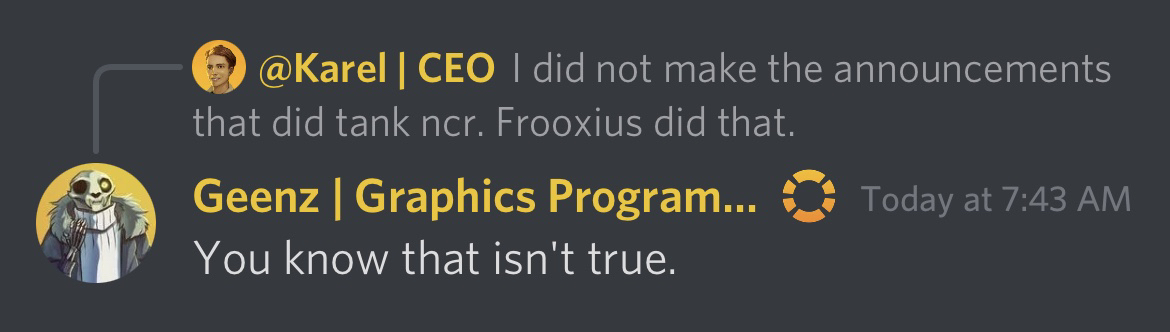 @Karel | CEO I did not make the announcements
that did tank ncr. Frooxius did that.
Geenz | Graphics Program... Today at 7:43 AM
You know that isn't true.